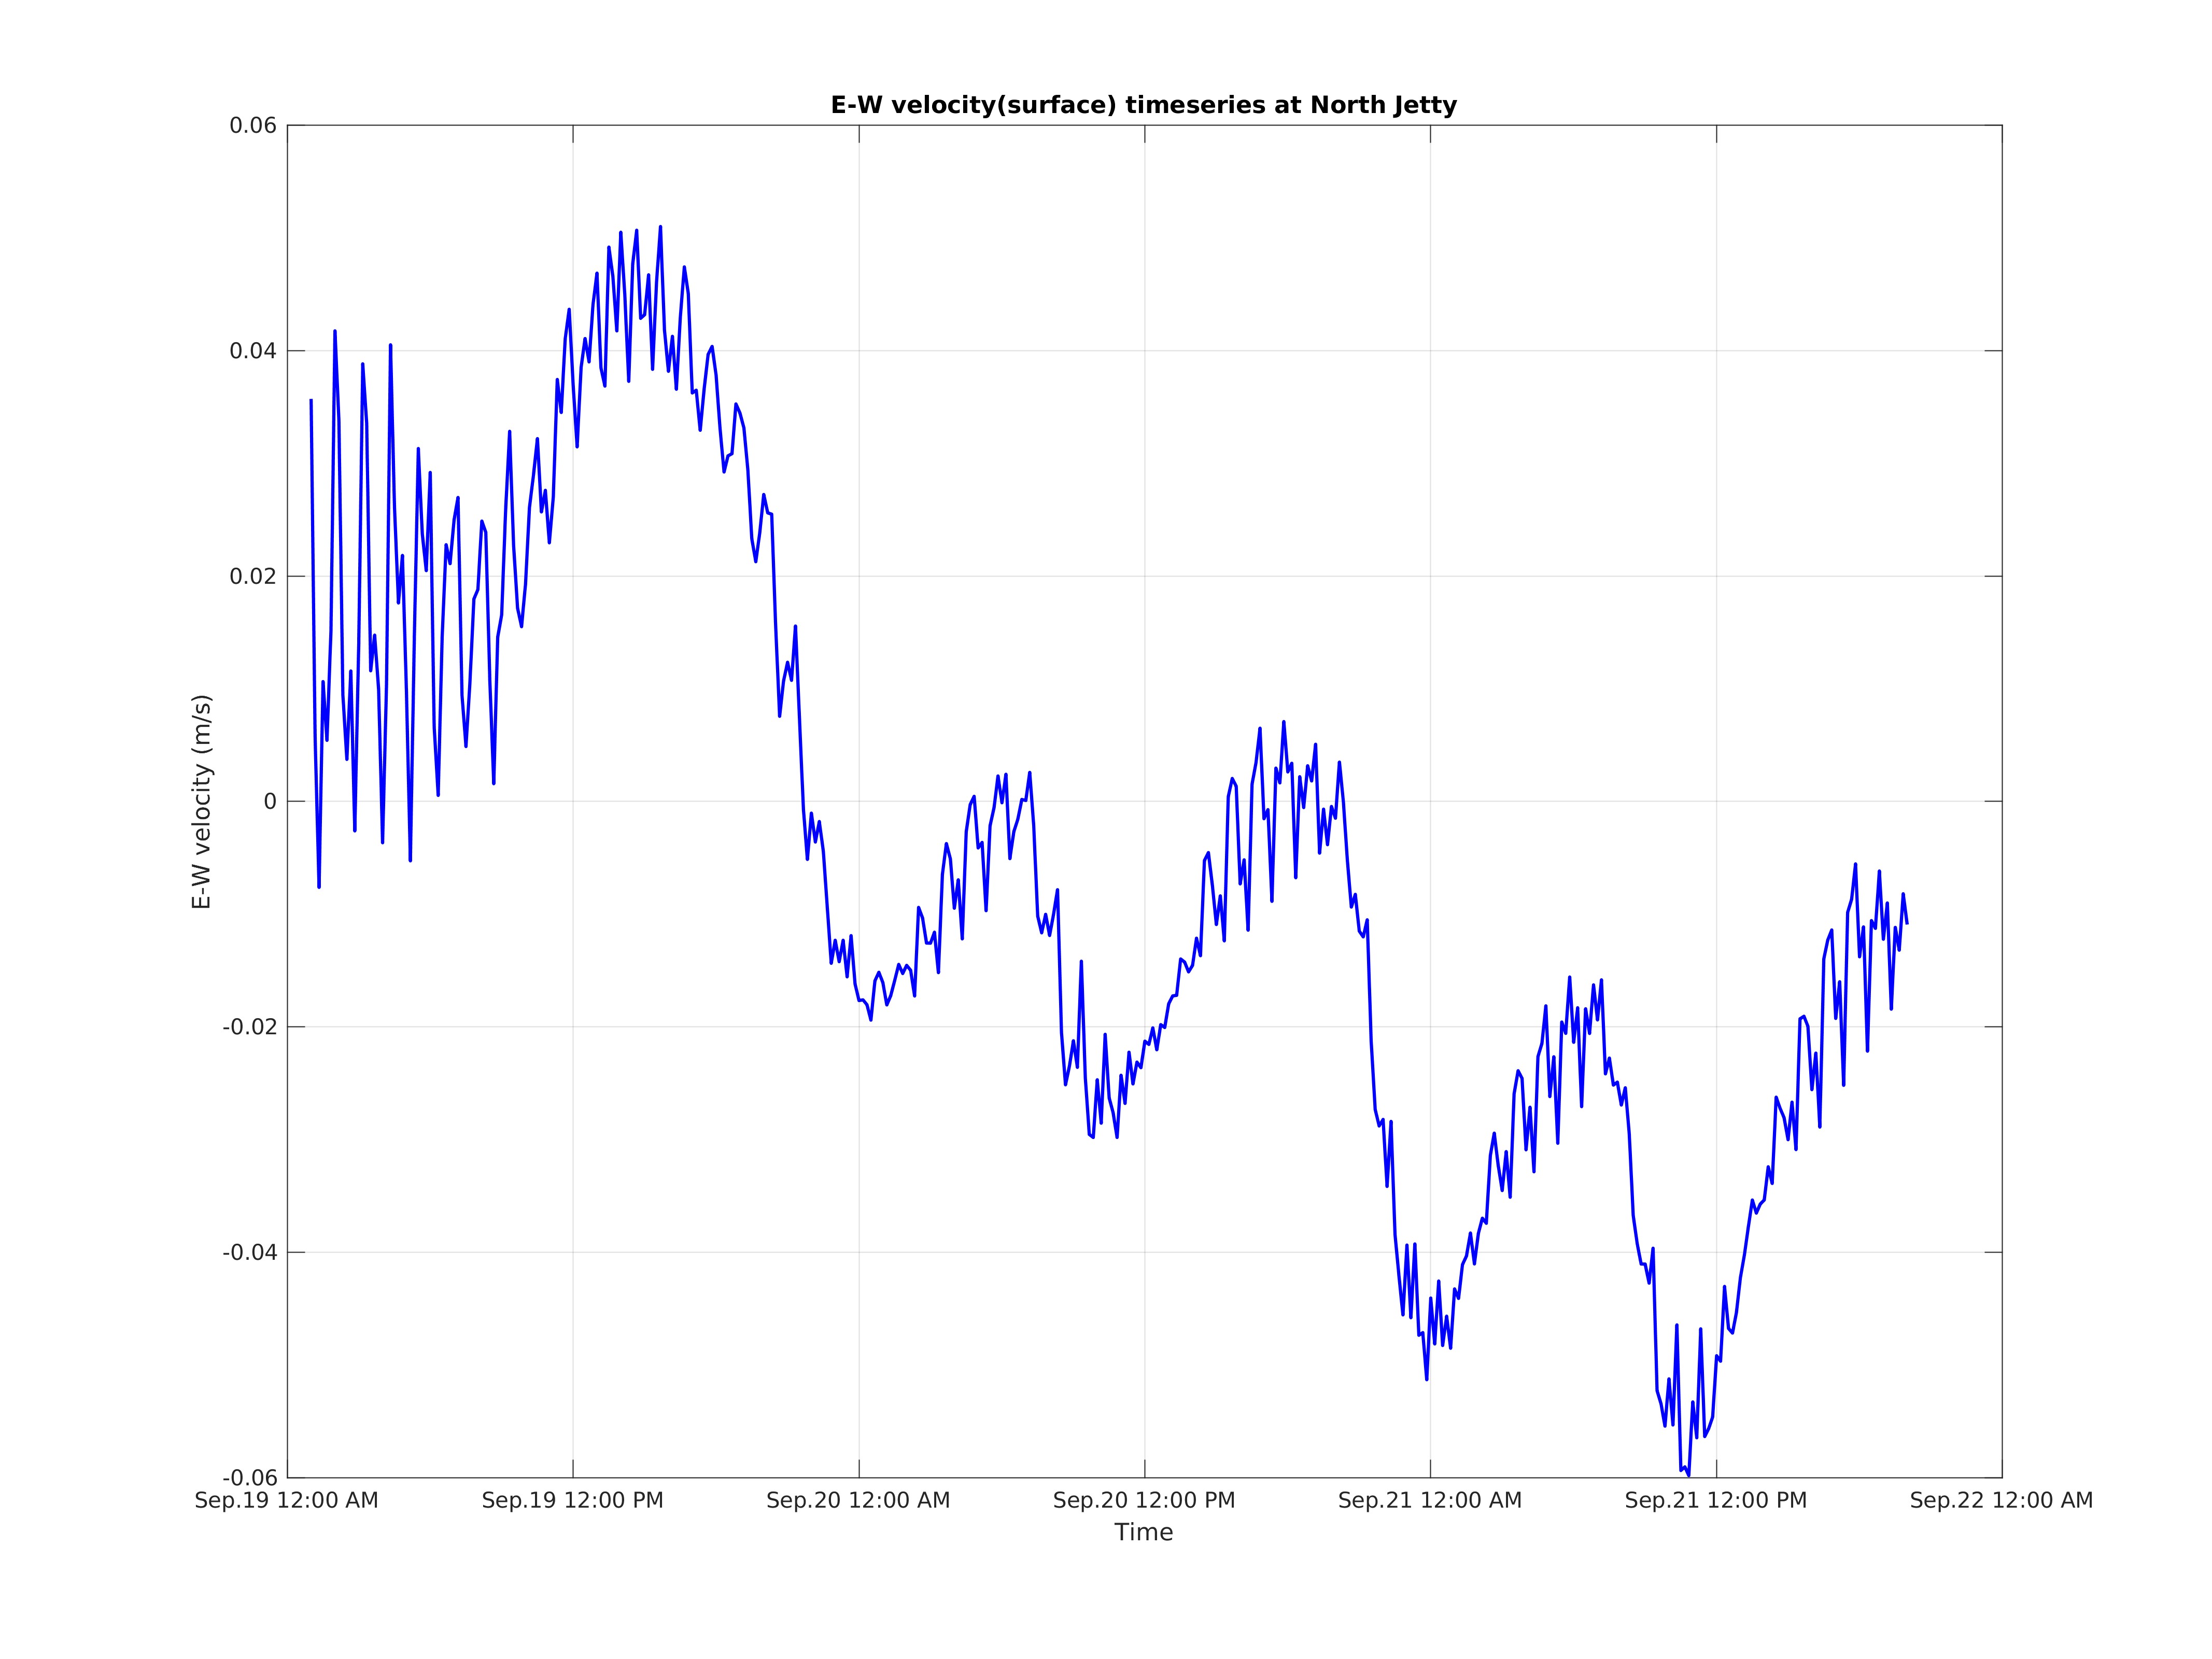 E-W velocity(surface) timeseries at North Jetty
0.06
0.04
0.02
0
-0.02
-0.04
-0.06
E-W velocity (m/s)
Sep.19 12:00 AM
Sep.19 12:00 PM
Sep.20 12:00 AM
Sep.20 12:00 PM
Sep.21 12:00 AM
Sep.21 12:00 PM
Sep.22 12:00 AM
Time